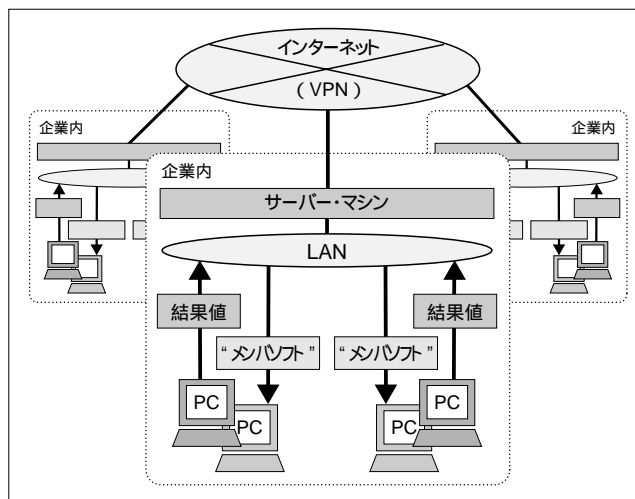 インターネット
（VPN）
企業内
企業内
企業内
サーバー・マシン
LAN
結果値
結果値
“メンバソフト”
“メンバソフト”
PC
PC
PC
PC